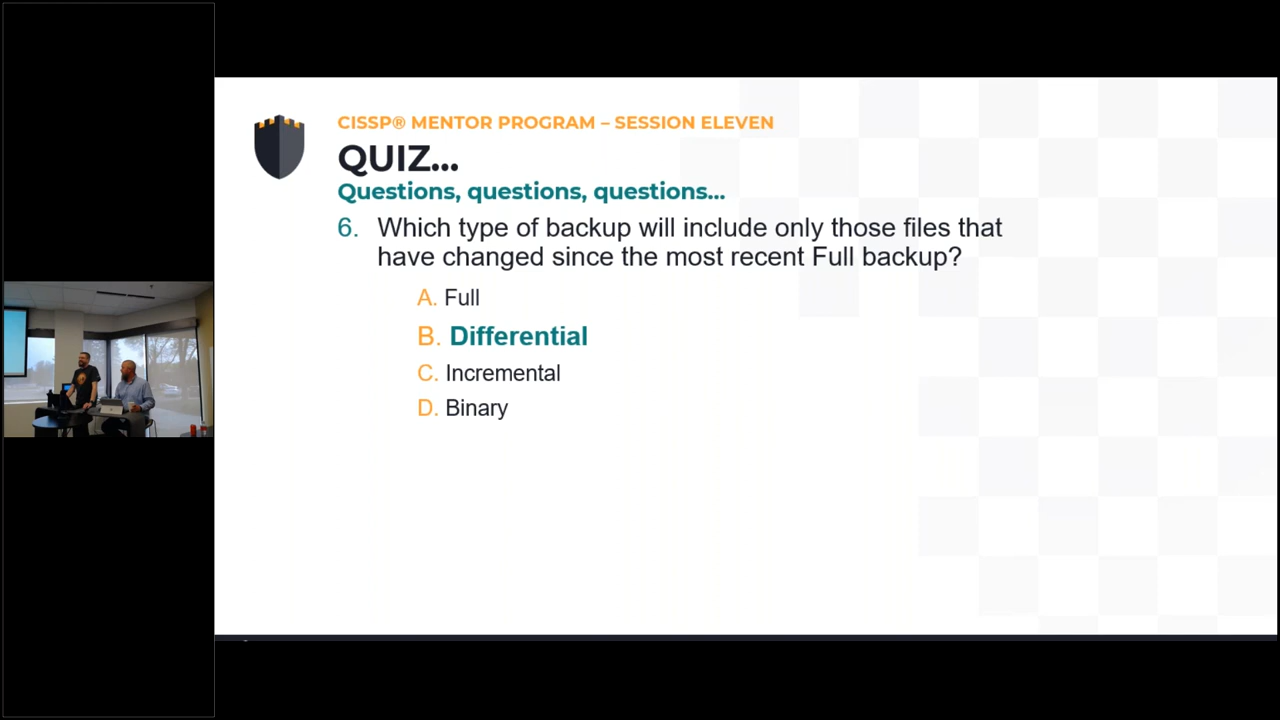 CISSP® MENTOR PROGRAM – SESSION ELEVEN
QUIZ...
Questions, questions, questions...
6. Which type of backup will include only those files that
have changed since the most recent Full backup?
A. Full
B. Differential
C. Incremental
D. Binary